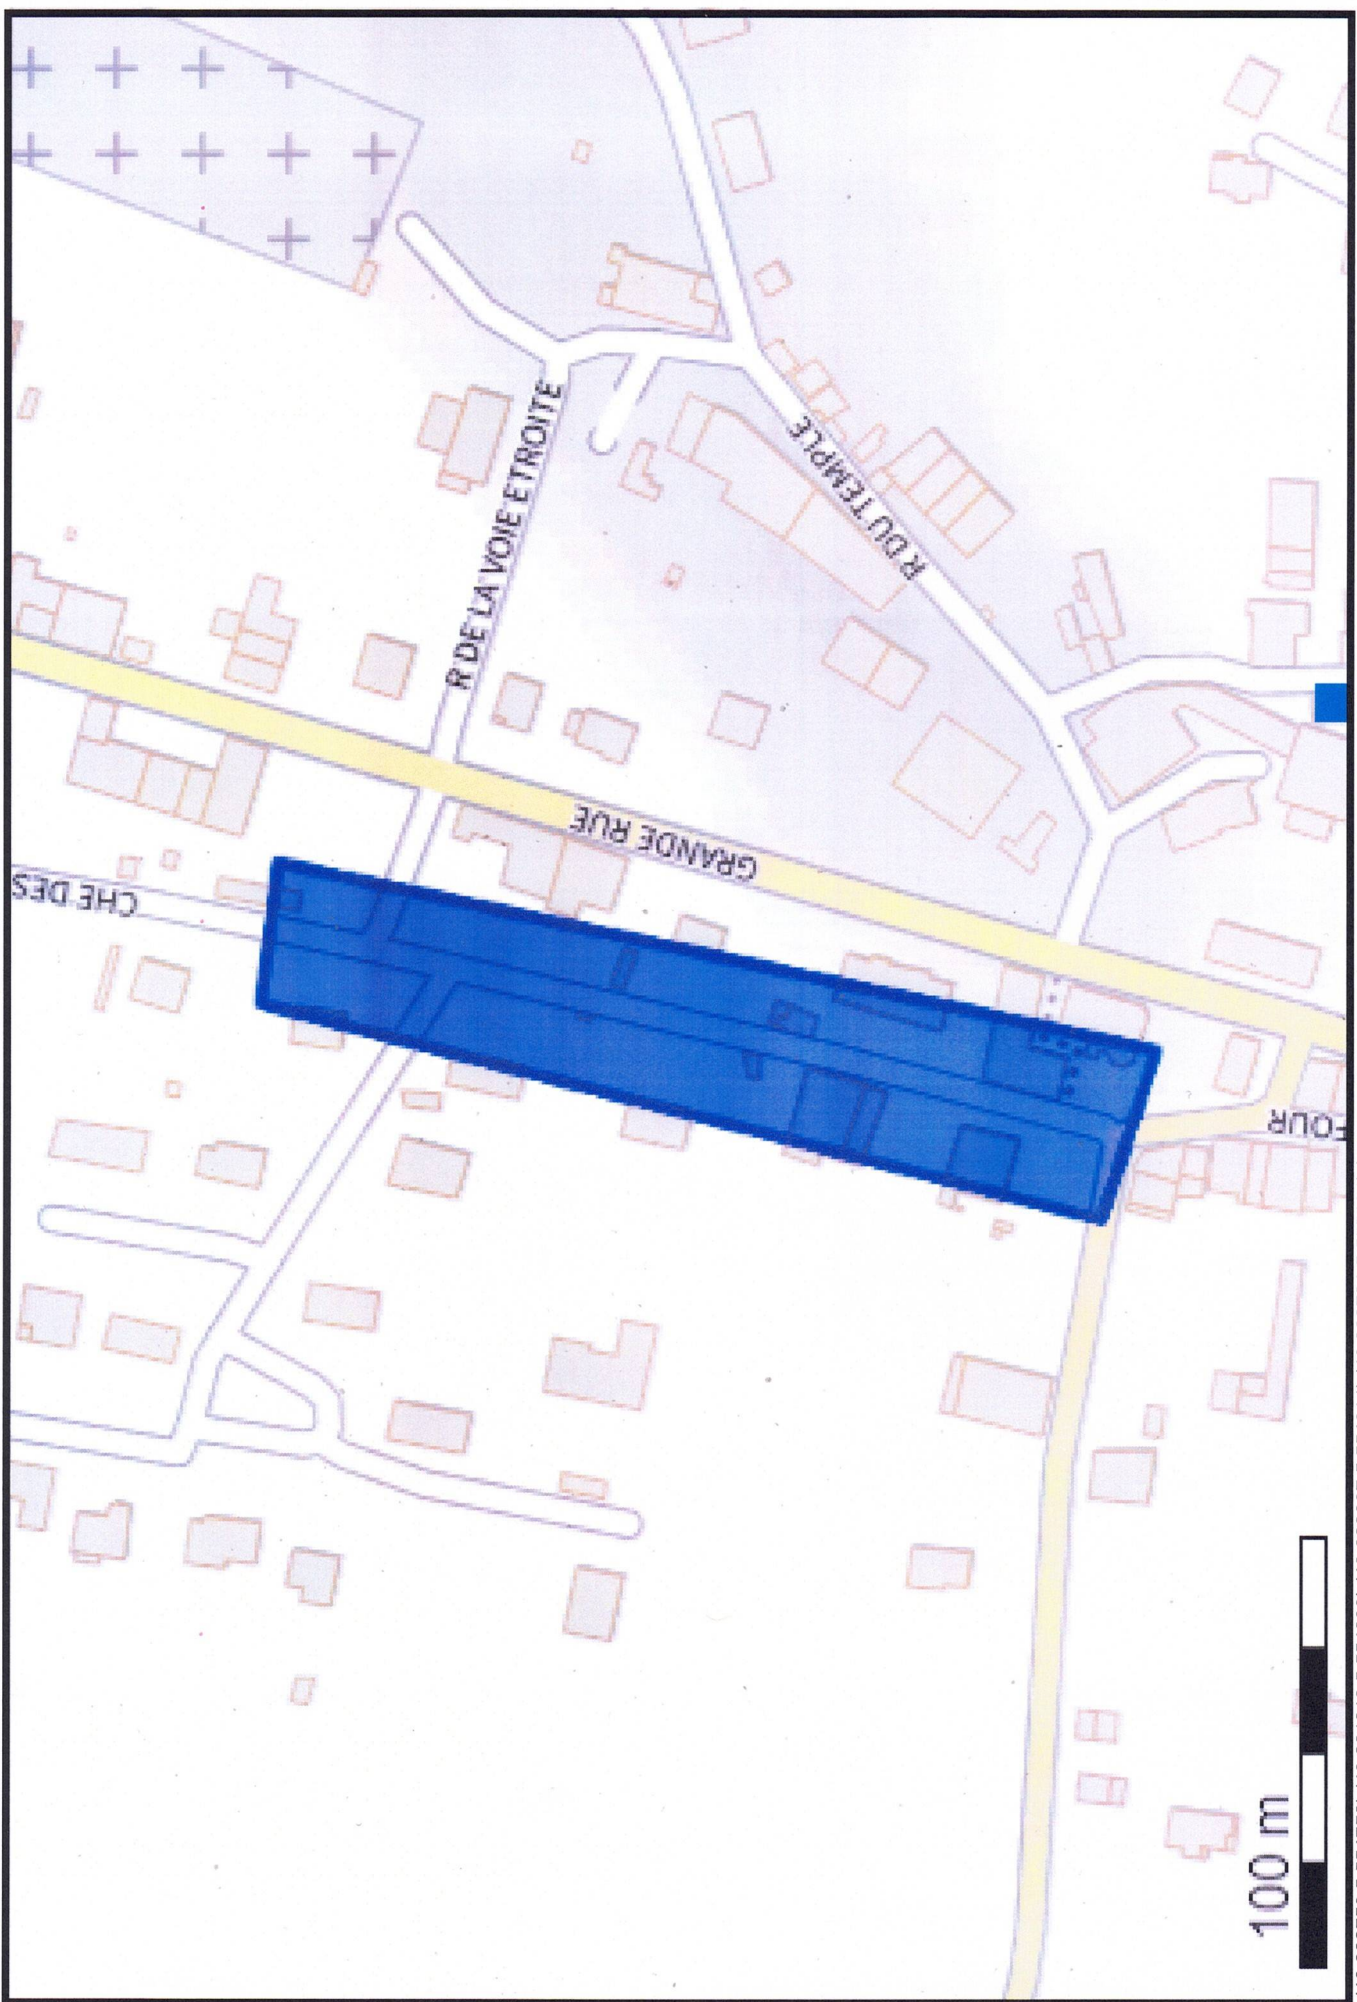 R DE LA VOIE ETROITE
R DU TEMPLE
GRANDE RUE
CHE DES
FOUR
100 m